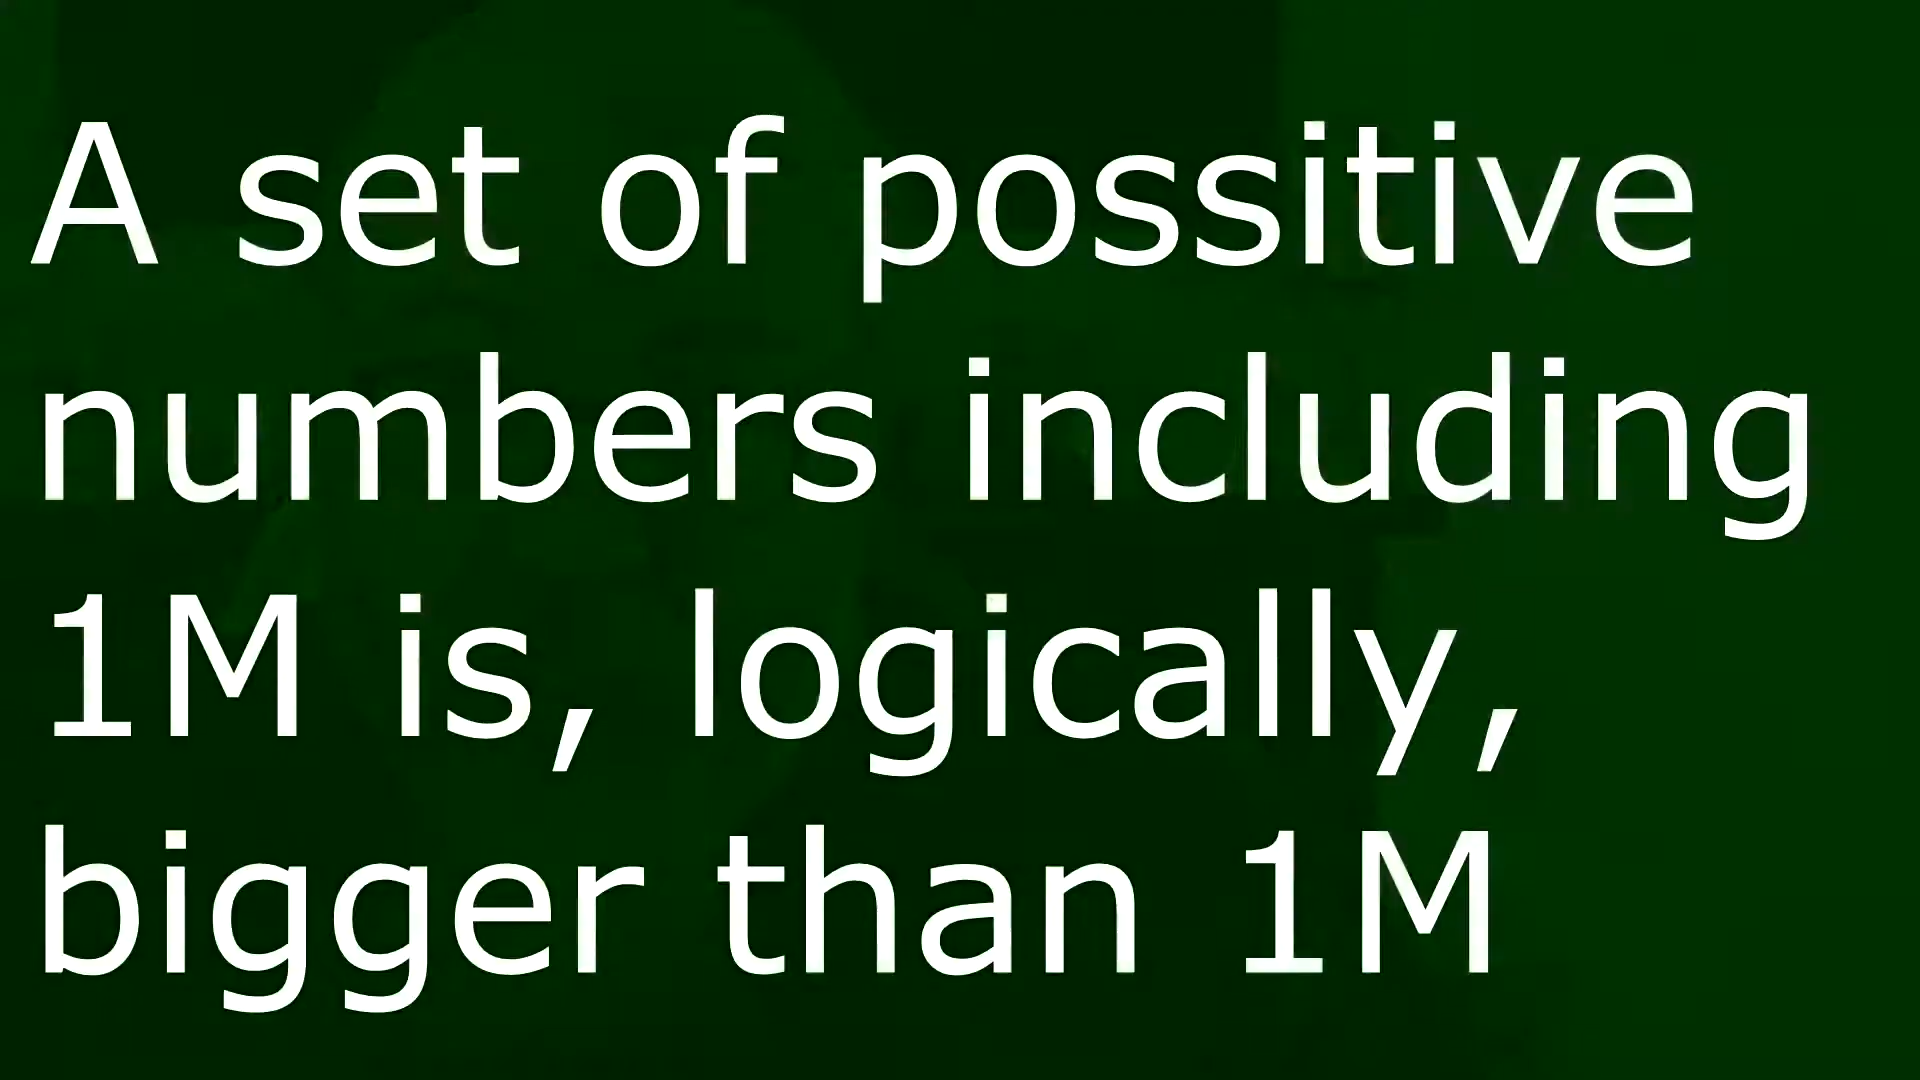 A set of possitive
numbers including
1M is, logically,
bigger than 1M